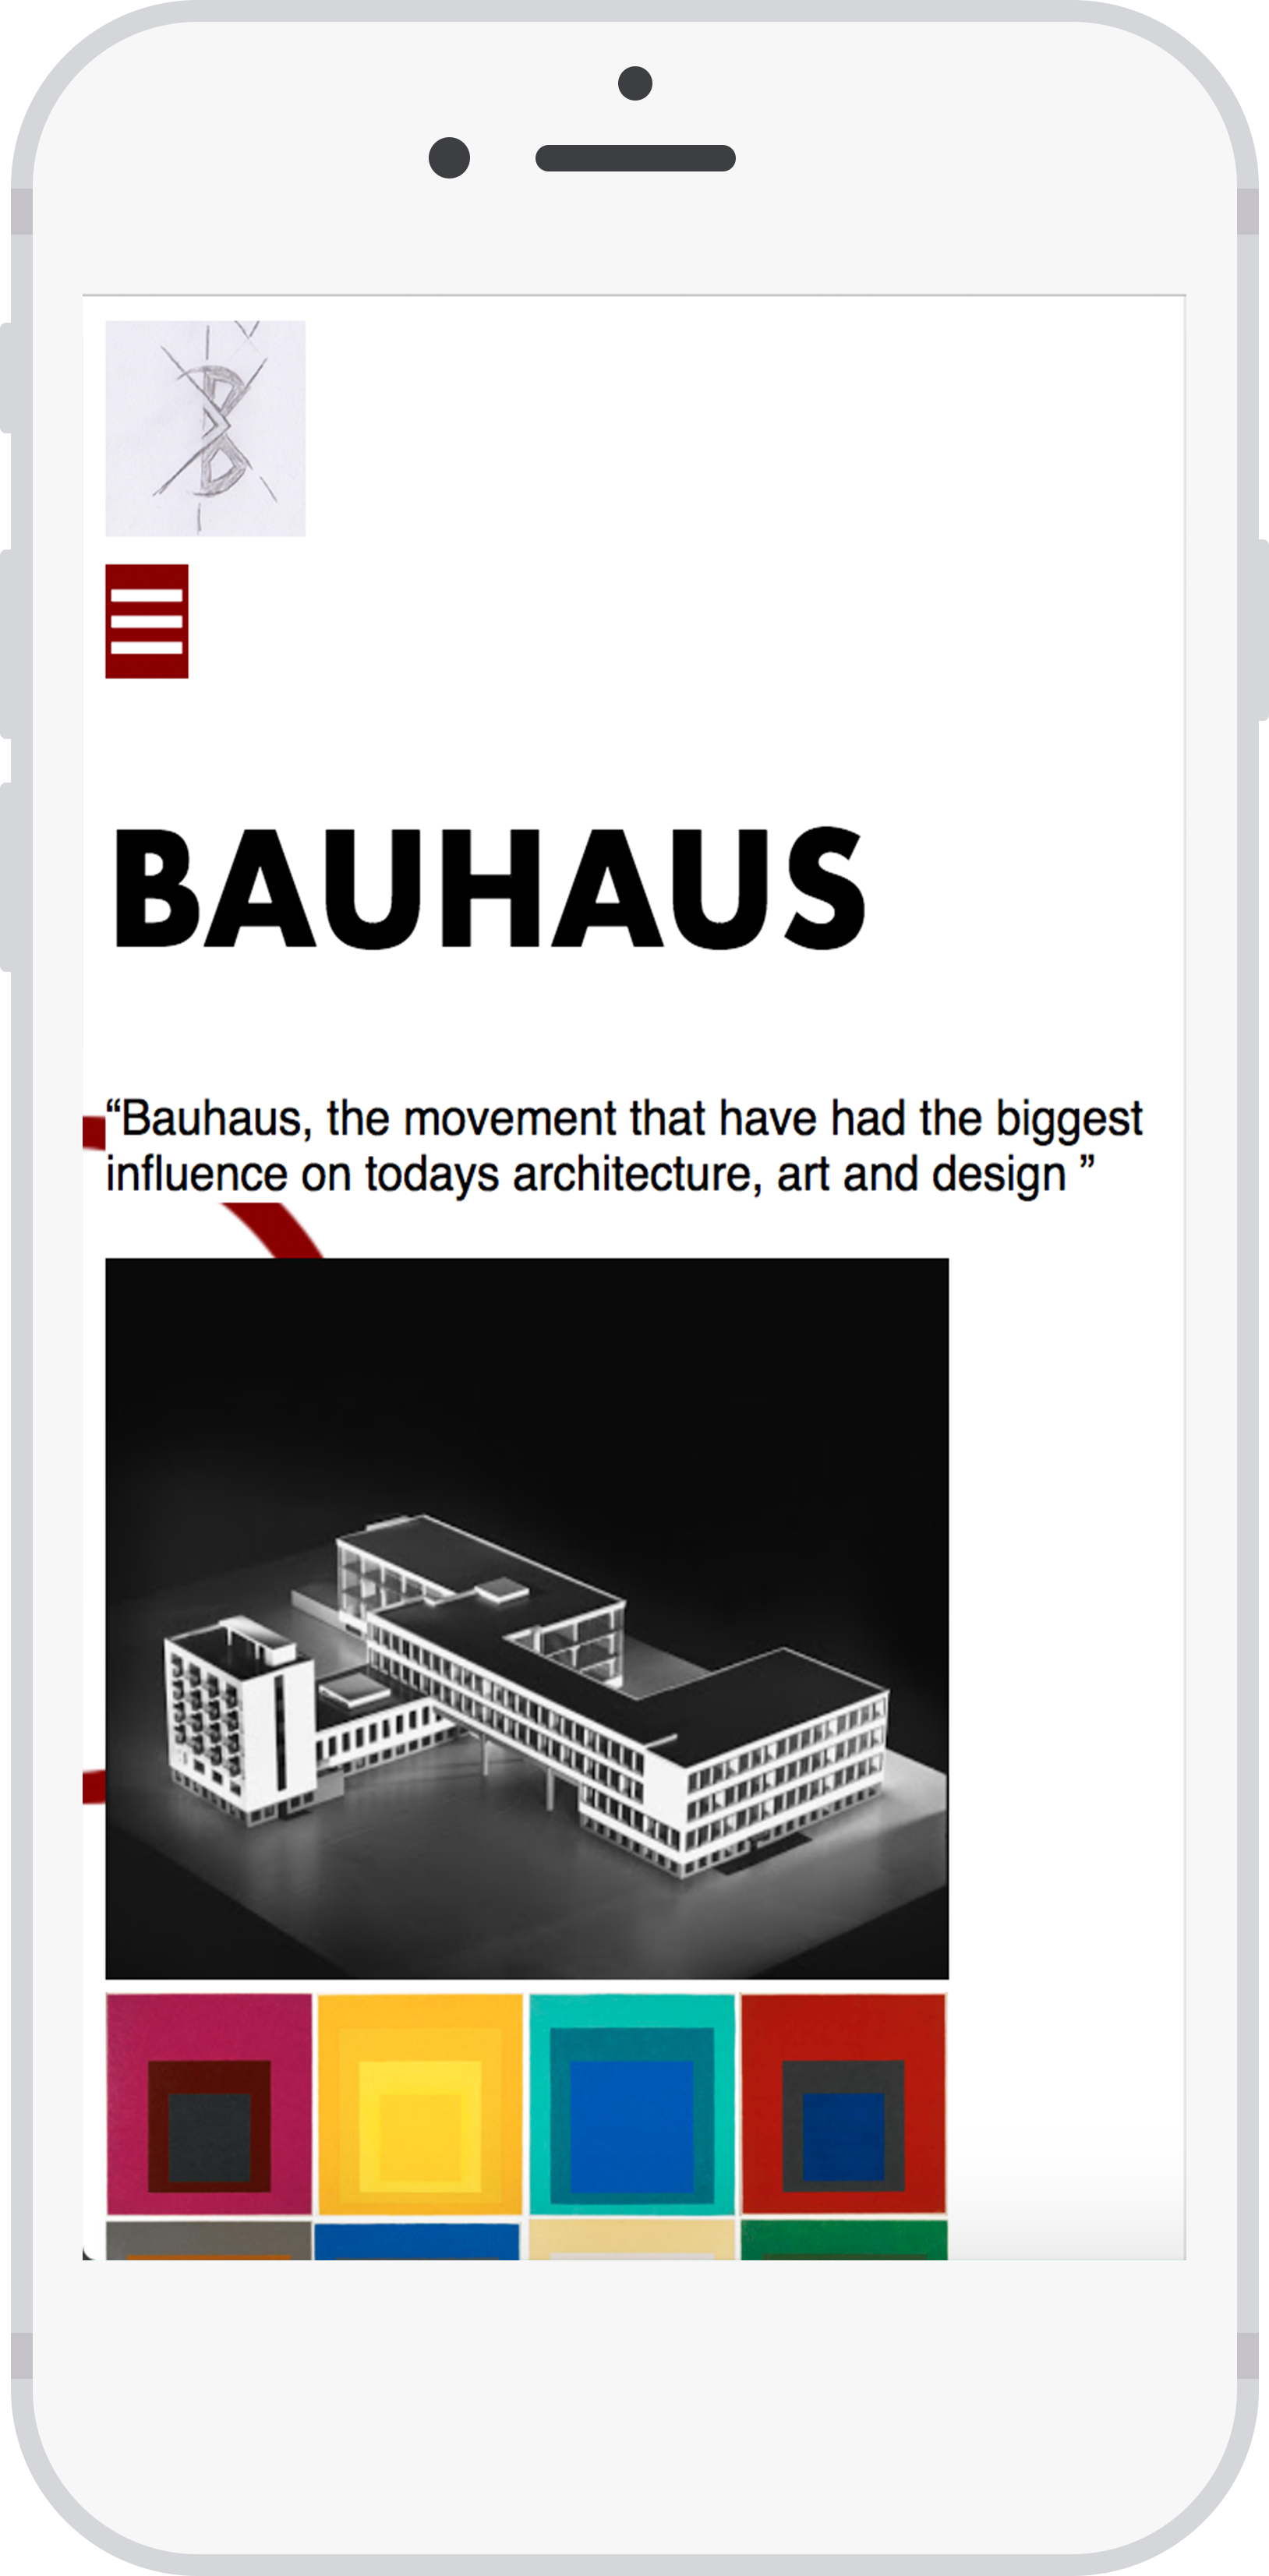 B
BAUHAUS
“Bauhaus, the movement that have had the biggest
influence on todays architecture, art and design ”